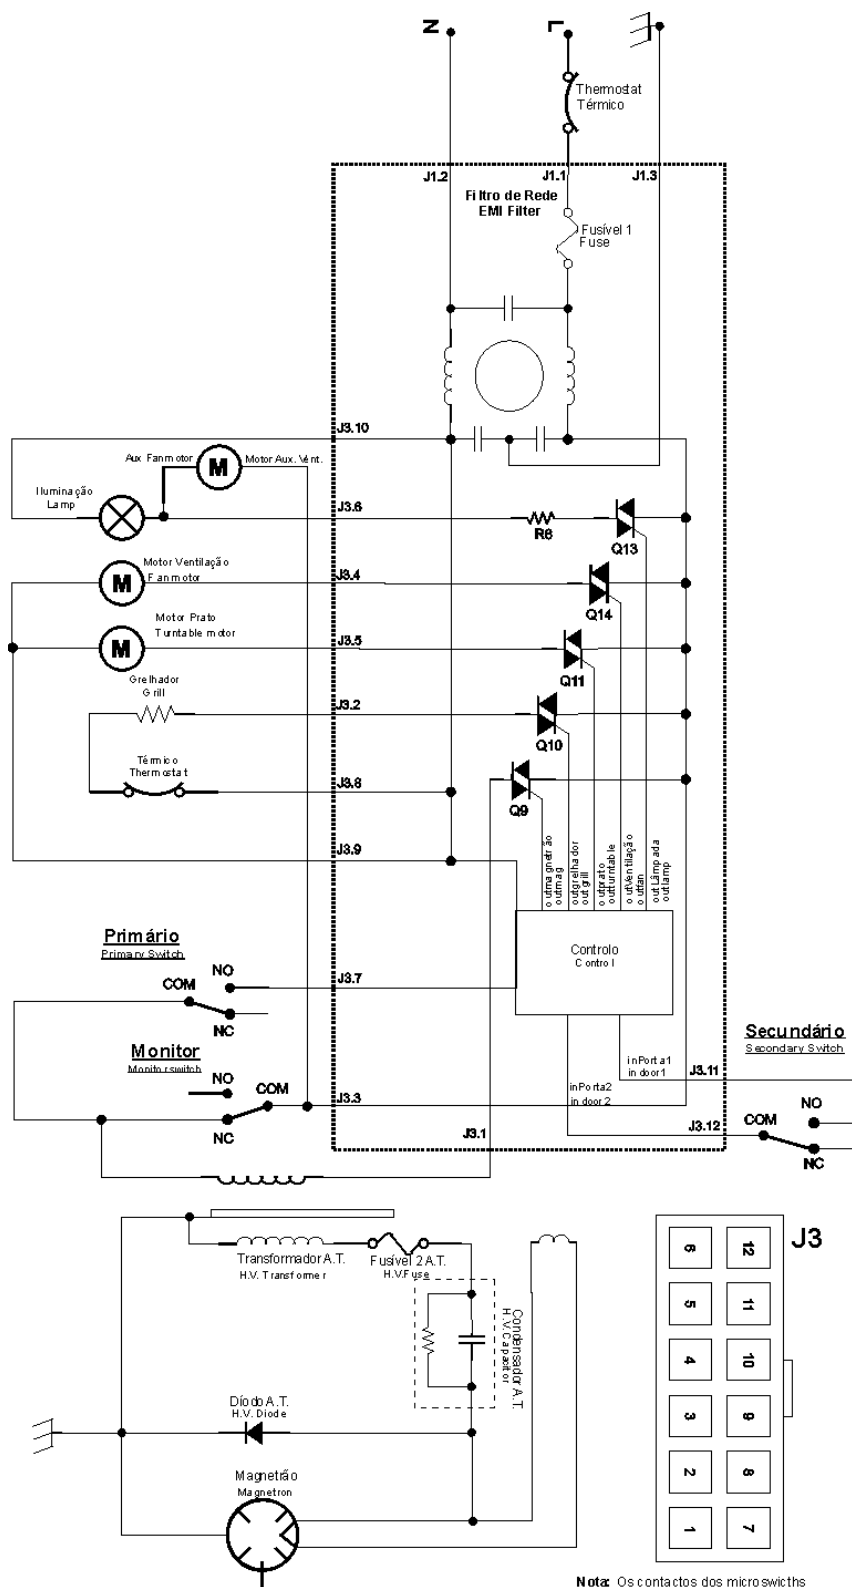 N
L
Thermostat
Térmico
J1.2
J1.1
J1.3
Filtro de Rede
EMI Filter
Fusível 1
Fuse
J3.10
Aux Fanmotor
M
Motor Aux. Vent.
Iluminação
Lamp
J3.6
R6
Q13
Motor Ventilação
Fanmotor
M
J3.4
Q14
Motor Prato
Turntable motor
M
J3.5
Q11
Grelhador
Grill
J3.2
Q10
Térmico
Thermostat
J3.8
Q9
J3.9
outmagnetrão
outmag
outgrelhador
outgrill
outprato
outturntable
outVentilação
outfan
outLâmpada
outlamp
Controlo
Control
Primário
Primary Switch
NO
COM
NC
J3.7
Monitor
Monitorswitch
NO
COM
NC
J3.3
Secundário
Secondary Switch
inPorta1
indoor1
J3.11
inPorta2
indoor2
J3.12
J3.1
COM
NO
NC
Transformador A.T.
H.V. Transformer
Fusível 2 A.T.
H.V.Fuse
Condensador A.T.
H.V.Capacitor
Díodo A.T.
H.V. Diode
Magnetrão
Magnetron
J3
6 12
5 11
4 10
3 9
2 8
1 7
Nota: Os contactos dos microswicths